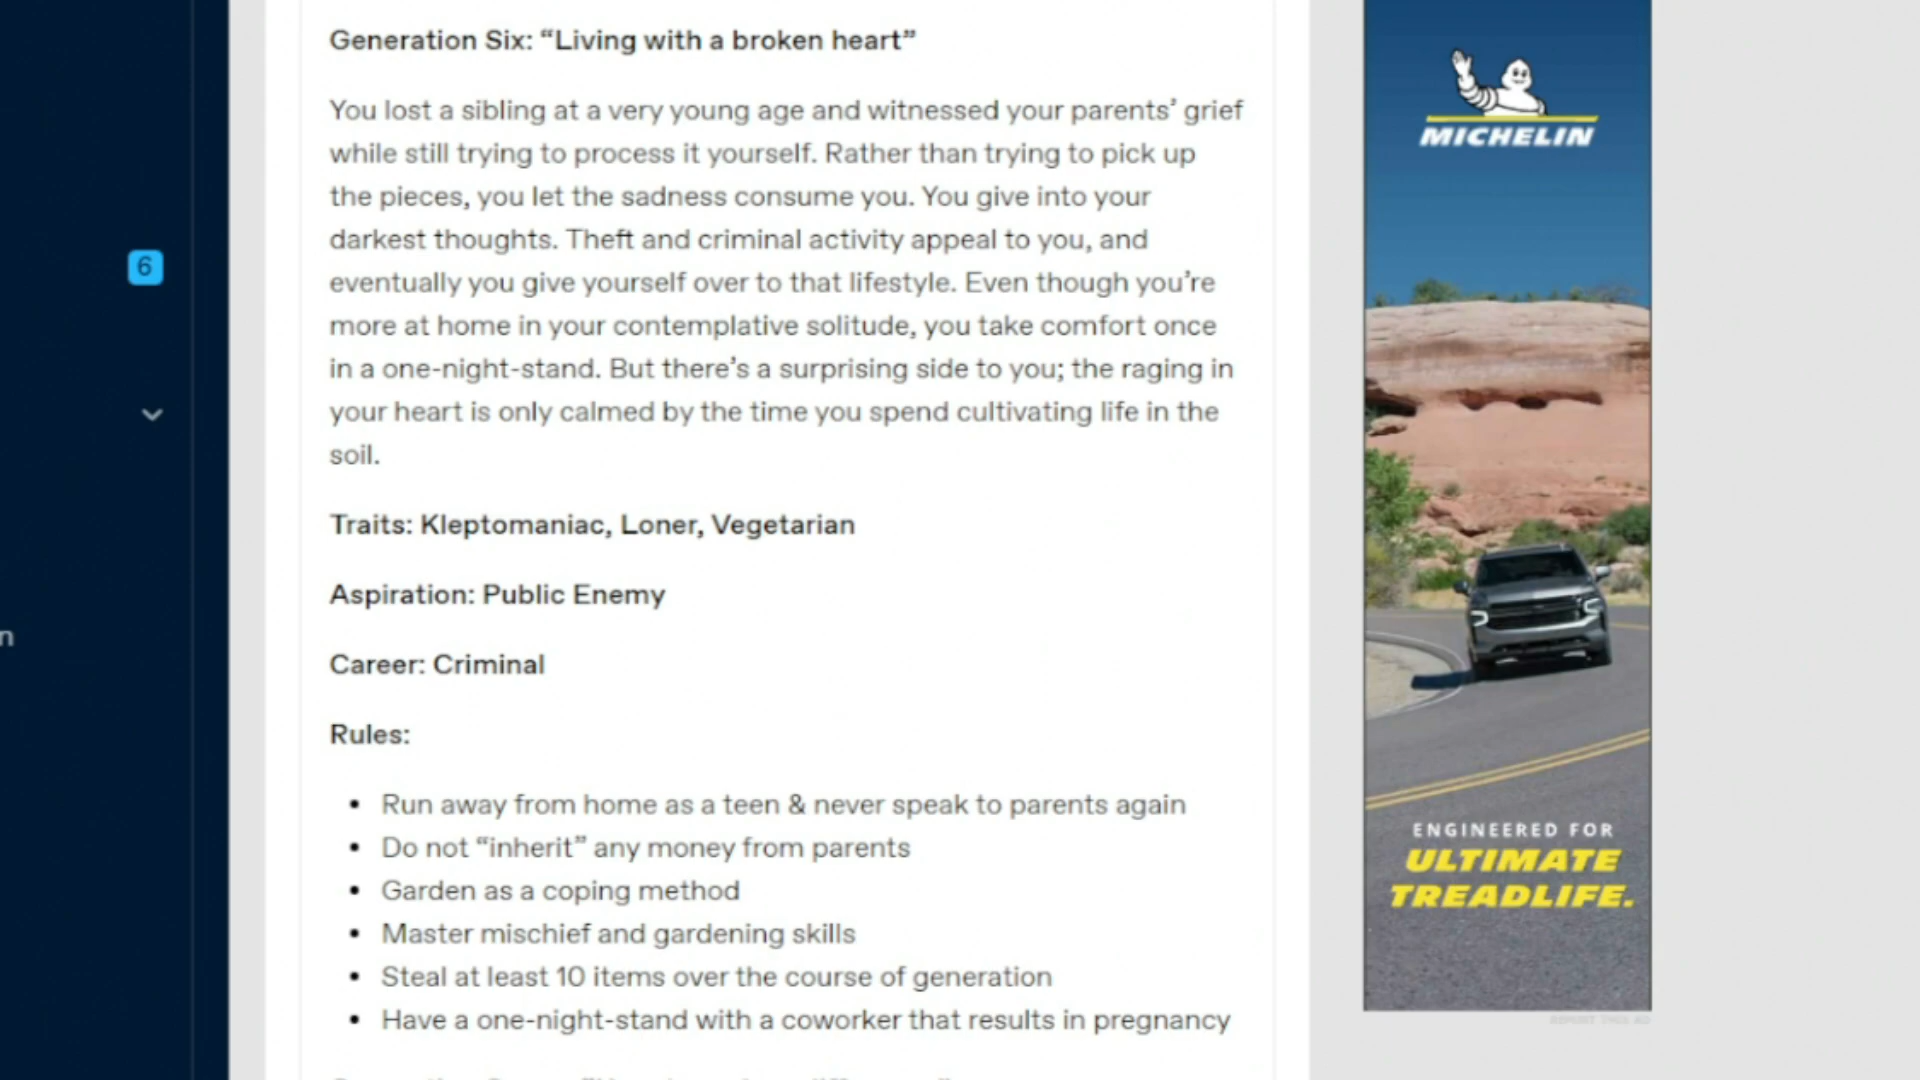 Generation Six: “Living with a broken heart”
You lost a sibling at a very young age and witnessed your parents’ grief
while still trying to process it yourself. Rather than trying to pick up
the pieces, you let the sadness consume you. You give into your
darkest thoughts. Theft and criminal activity appeal to you, and
eventually you give yourself over to that lifestyle. Even though you’re
more at home in your contemplative solitude, you take comfort once
in a one-night-stand. But there’s a surprising side to you; the raging in
your heart is only calmed by the time you spend cultivating life in the
soil.
Traits: Kleptomaniac, Loner, Vegetarian
Aspiration: Public Enemy
Career: Criminal
Rules:
• Run away from home as a teen & never speak to parents again
• Do not “inherit” any money from parents
• Garden as a coping method
• Master mischief and gardening skills
• Steal at least 10 items over the course of generation
• Have a one-night-stand with a coworker that results in pregnancy
6
n
MICHELIN
ENGINEERED FOR
ULTIMATE
TREADLIFE.
REPORT THIS AD